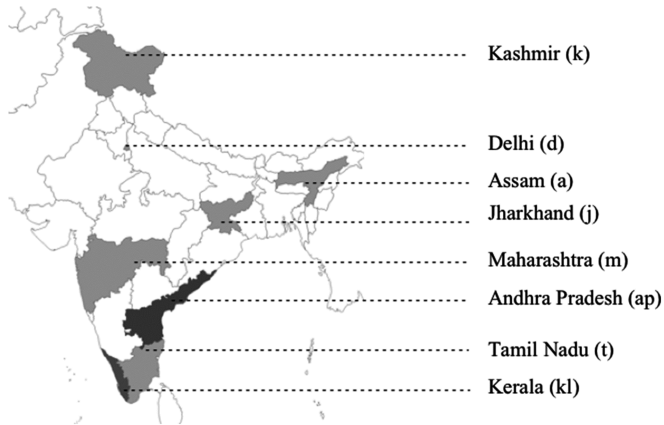 Kashmir (k)
Delhi (d)
Assam (a)
Jharkhand (j)
Maharashtra (m)
Andhra Pradesh (ap)
Tamil Nadu (t)
Kerala (kl)